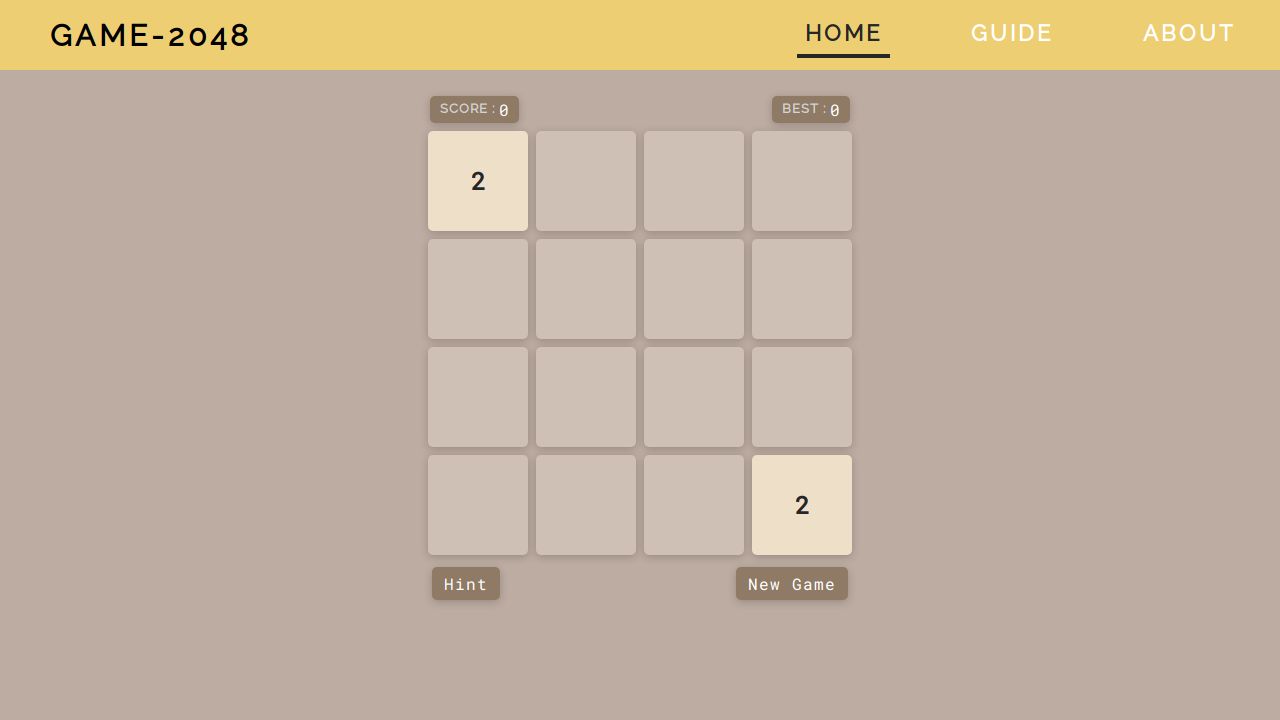 GAME-2048
HOME GUIDE ABOUT
SCORE : 0 BEST : 0
2
2
Hint New Game